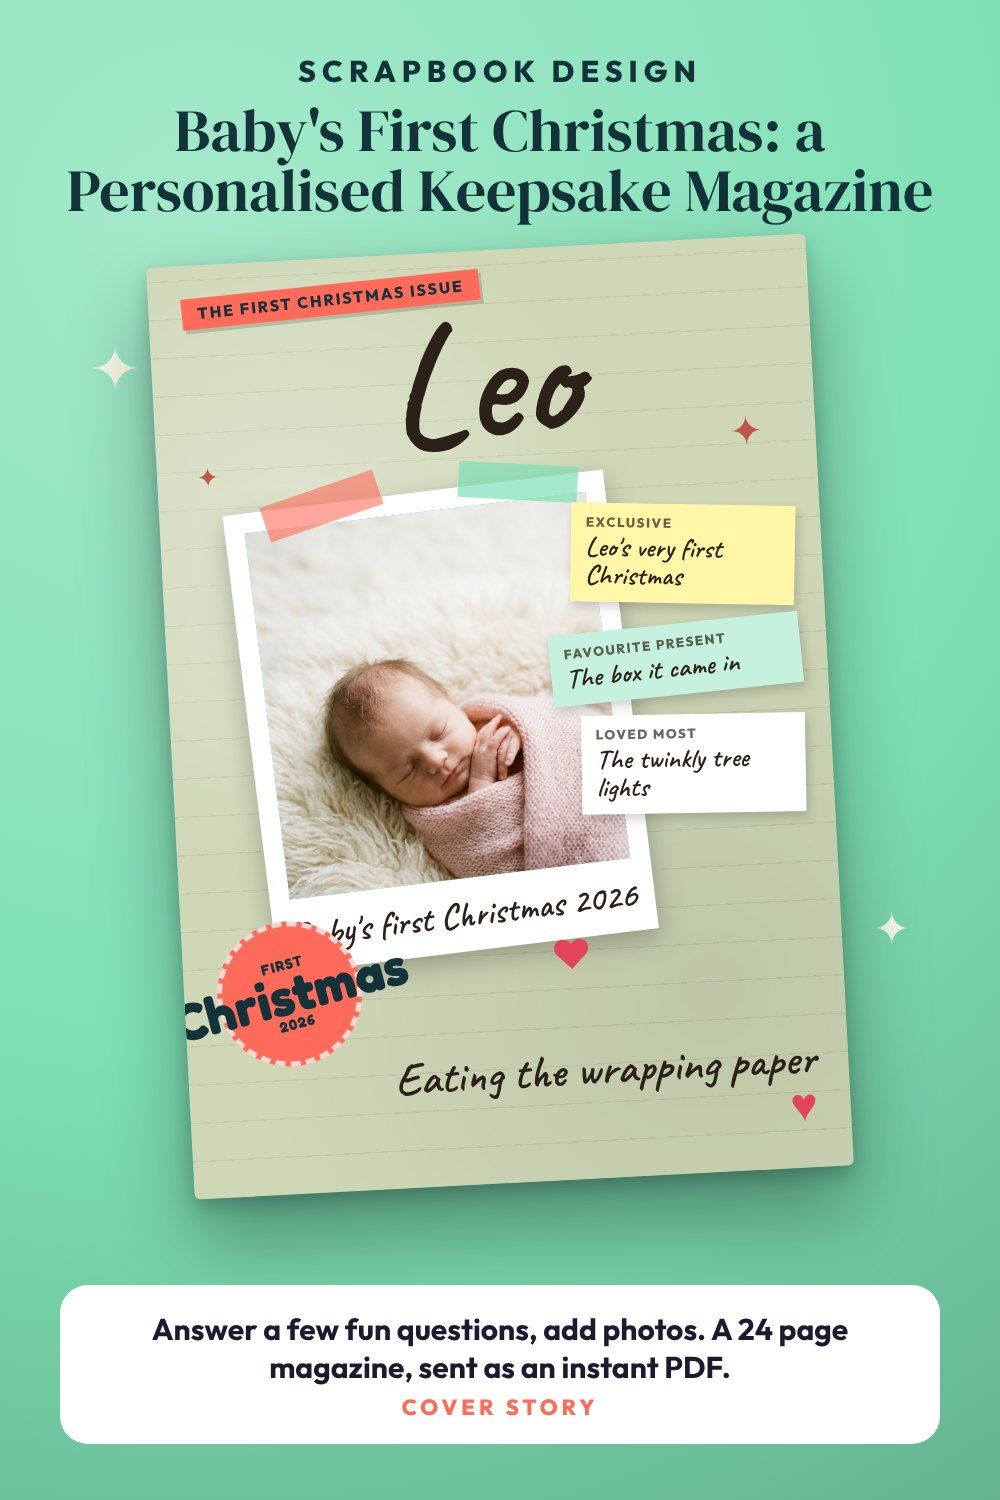 SCRAPBOOK DESIGN
Baby's First Christmas: a
Personalised Keepsake Magazine
THE FIRST CHRISTMAS ISSUE
Leo
EXCLUSIVE
Leo's very first
Christmas
FAVOURITE PRESENT
The box it came in
LOVED MOST
The twinkly tree
lights
first Christmas 2026
FIRST
Christmas
2026
Eating the wrapping paper
Answer a few fun questions, add photos. A 24 page
magazine, sent as an instant PDF.
COVER STORY